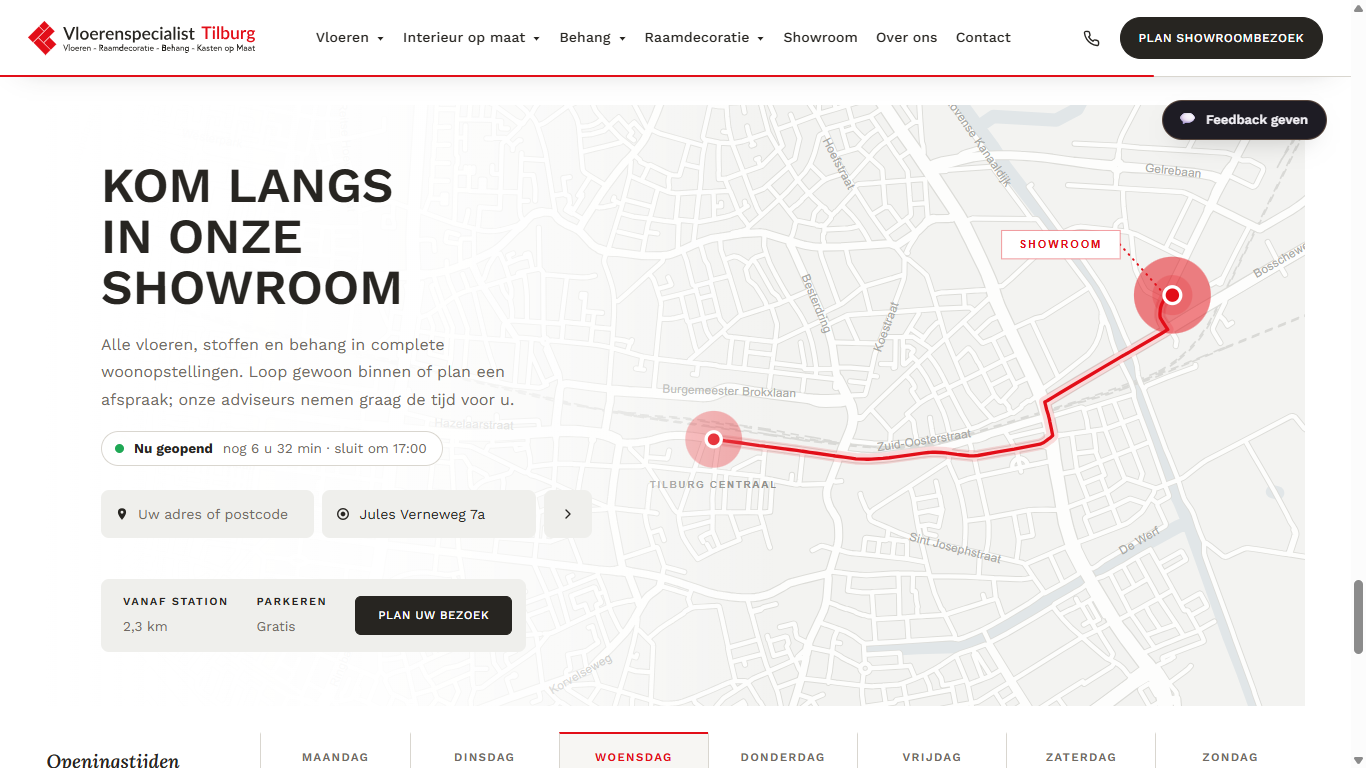 Vloerenspecialist Tilburg
Vloeren - Raamdecoratie - Behang - Kasten op Maat
Vloeren
Interieur op maat
Behang
Raamdecoratie
Showroom
Over ons
Contact
PLAN SHOWROOMBEZOEK
Feedback geven
KOM LANGS
IN ONZE
SHOWROOM
Alle vloeren, stoffen en behang in complete
woonopstellingen. Loop gewoon binnen of plan een
afspraak; onze adviseurs nemen graag de tijd voor u.
Nu geopend nog 6 u 32 min · sluit om 17:00
Uw adres of postcode
Jules Verneweg 7a
VANAF STATION
2,3 km
PARKEREN
Gratis
PLAN UW BEZOEK
Hoefstraat
Gelrebaan
SHOWROOM
Besterdring
Koestraat
Burgemeester Brokxlaan
Hazelaarstraat
Zuid-Oosterstraat
TILBURG CENTRAAL
Sint Josephstraat
De Werf
Korvelseweg
Openingstijden
MAANDAG
DINSDAG
WOENSDAG
DONDERDAG
VRIJDAG
ZATERDAG
ZONDAG